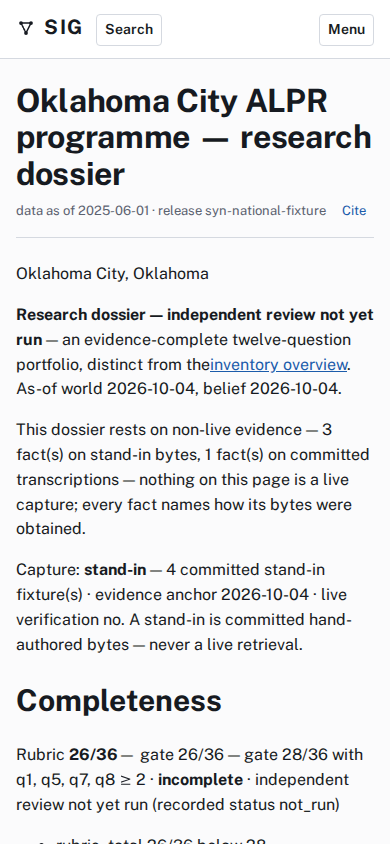 SIG
Search
Menu
Oklahoma City ALPR
programme — research
dossier
data as of 2025-06-01 · release syn-national-fixture
Cite
Oklahoma City, Oklahoma
Research dossier — independent review not yet
run — an evidence-complete twelve-question
portfolio, distinct from theinventory overview.
As-of world 2026-10-04, belief 2026-10-04.
This dossier rests on non-live evidence — 3
fact(s) on stand-in bytes, 1 fact(s) on committed
transcriptions — nothing on this page is a live
capture; every fact names how its bytes were
obtained.
Capture: stand-in — 4 committed stand-in
fixture(s) · evidence anchor 2026-10-04 · live
verification no. A stand-in is committed hand-
authored bytes — never a live retrieval.
Completeness
Rubric 26/36 — gate 26/36 — gate 28/36 with
q1, q5, q7, q8 ≥ 2 · incomplete · independent
review not yet run (recorded status not_run)
rubric_total 26/36 below 28